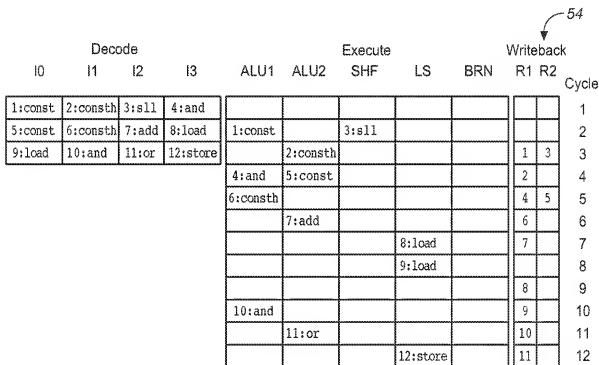 54
Decode Execute Writeback
I0 I1 I2 I3 ALU1 ALU2 SHF LS BRN R1 R2
Cycle
1:const 2:consth 3:sll 4:and 1
5:const 6:consth 7:add 8:load 1:const 3:sll 2
9:load 10:and 11:or 12:store 2:consth 1 3 3
4:and 5:const 2 4
6:consth 4 5 5
7:add 6 6
8:load 7 7
9:load 8
8 9
10:and 9 10
11:or 10 11
12:store 11 12